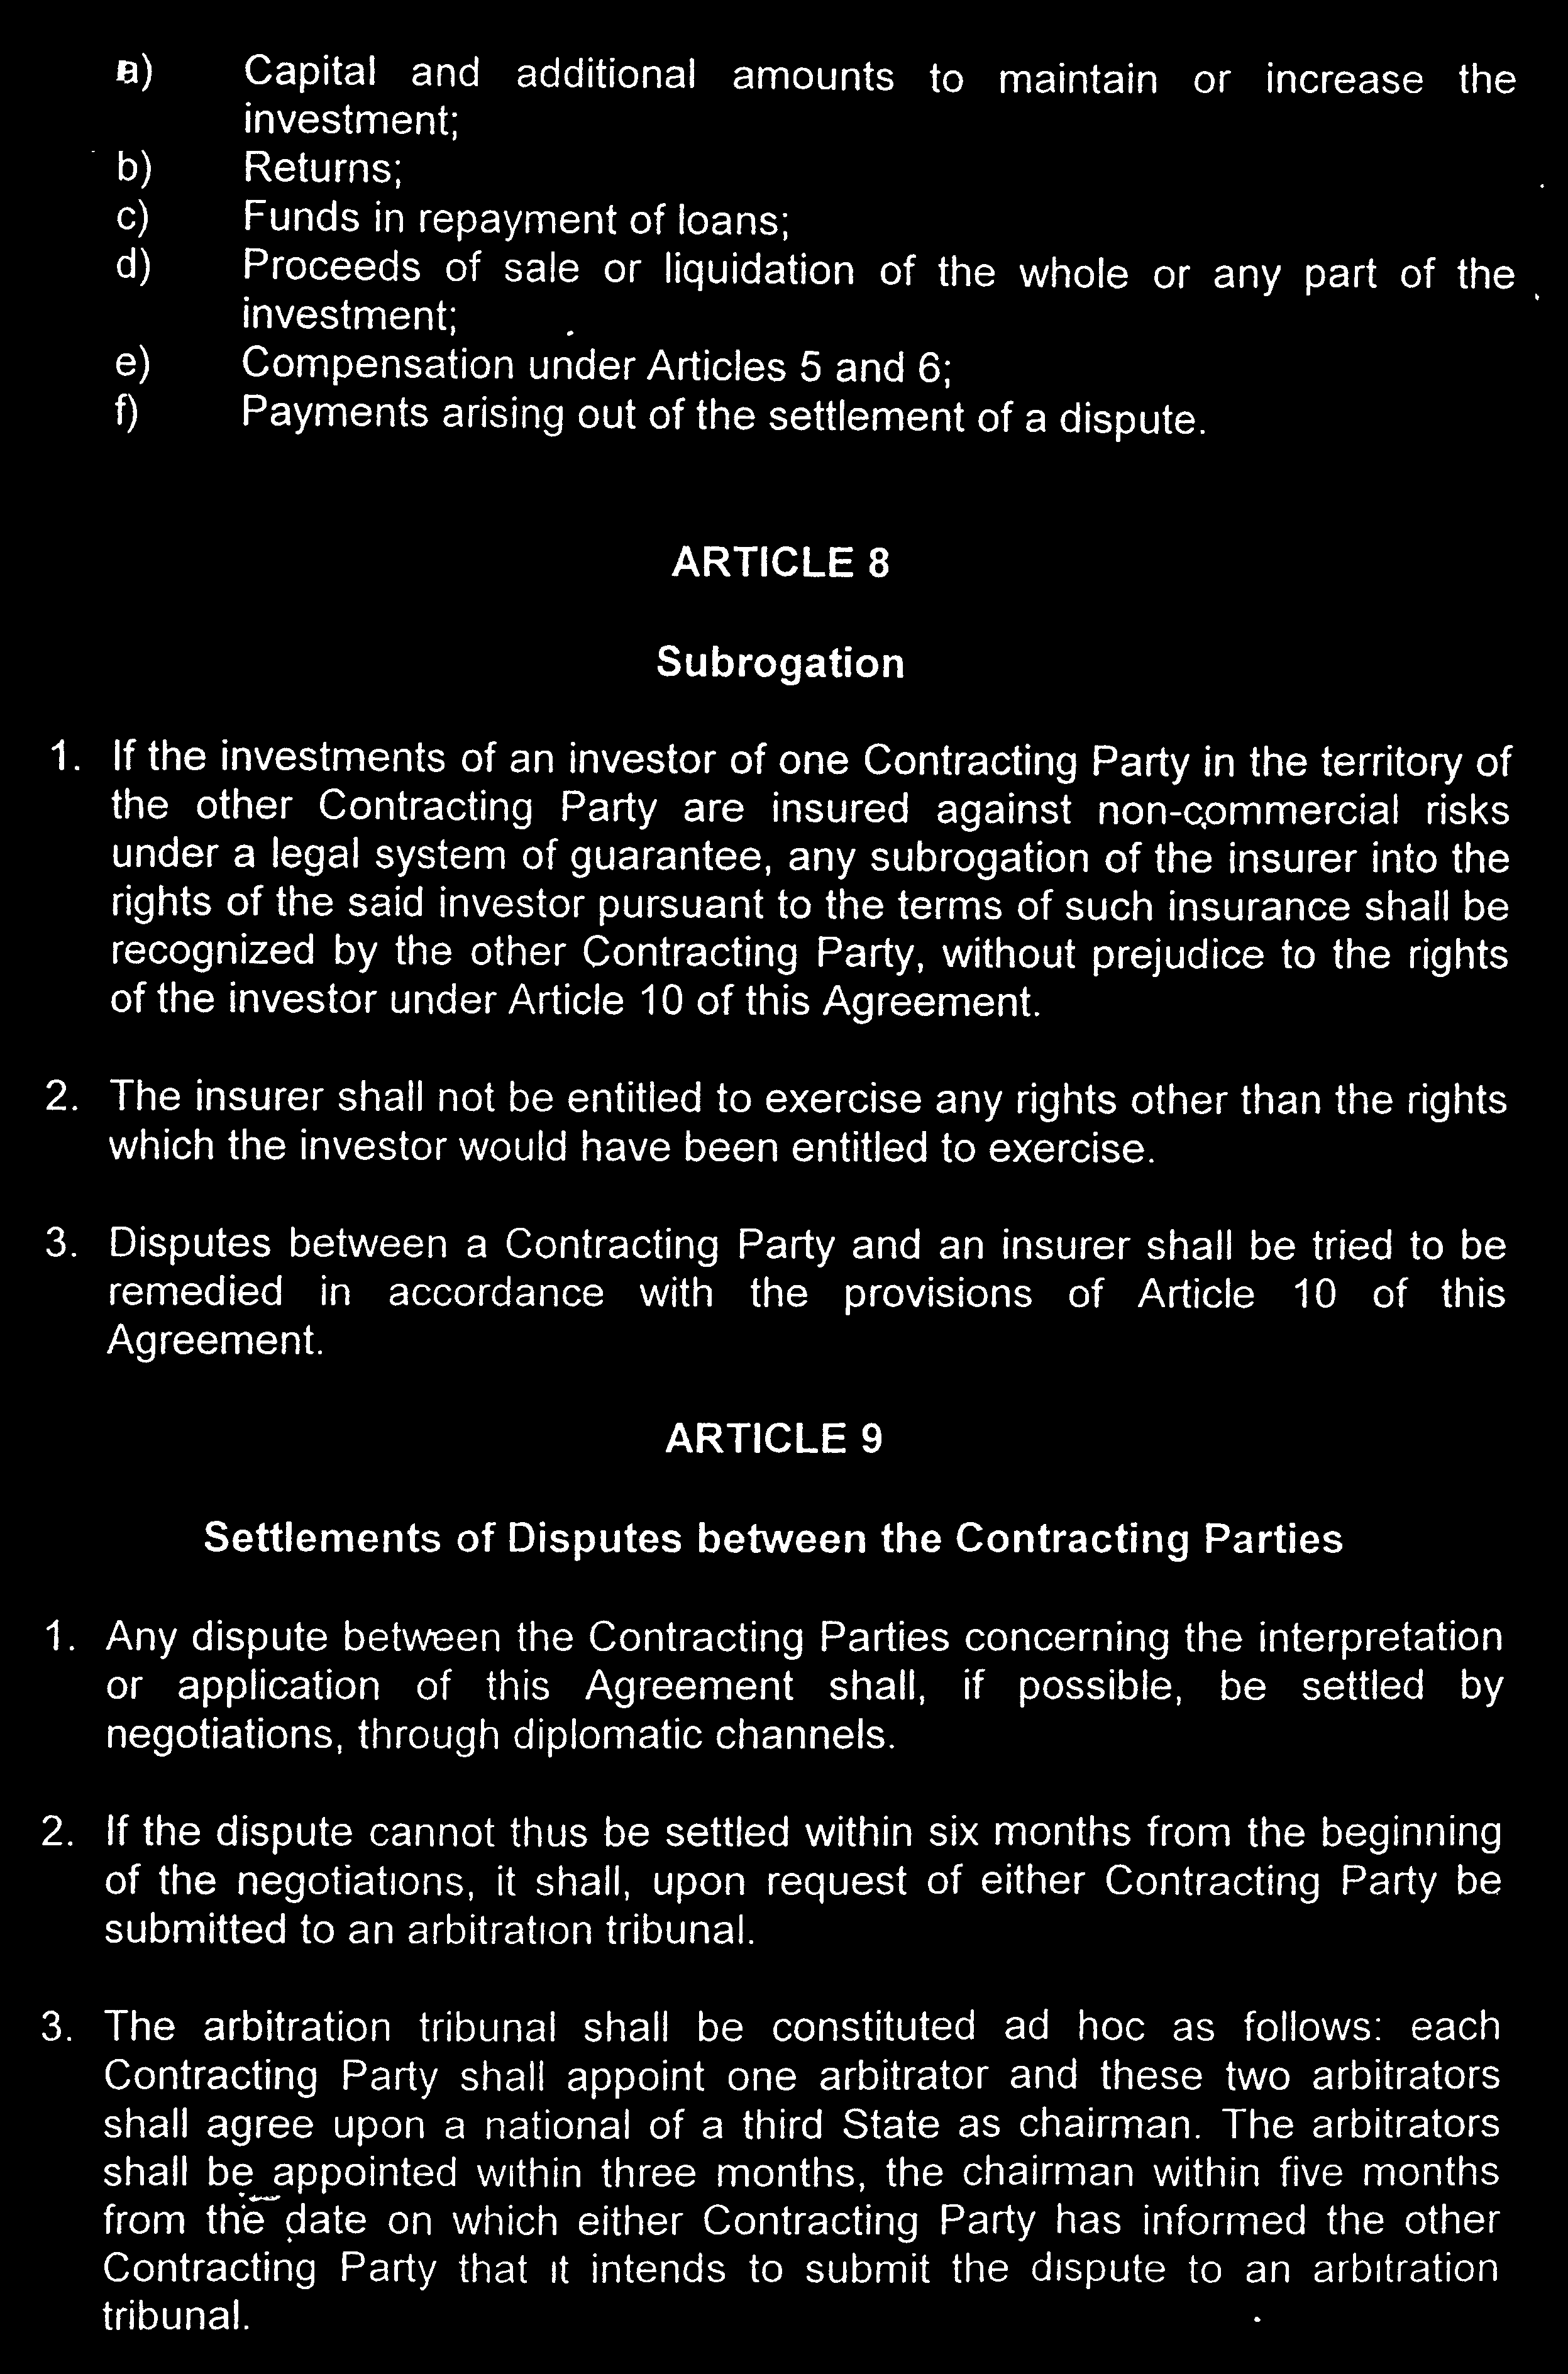 a) Capital and additional amounts to maintain or increase the
investment;
b) Returns;
c) Funds in repayment of loans;
d) Proceeds of sale or liquidation of the whole or any part of the
investment;
e) Compensation under Articles 5 and 6;
f) Payments arising out of the settlement of a dispute.
ARTICLE 8
Subrogation
1. If the investments of an investor of one Contracting Party in the territory of
the other Contracting Party are insured against non-commercial risks
under a legal system of guarantee, any subrogation of the insurer into the
rights of the said investor pursuant to the terms of such insurance shall be
recognized by the other Contracting Party, without prejudice to the rights
of the investor under Article 10 of this Agreement.
2. The insurer shall not be entitled to exercise any rights other than the rights
which the investor would have been entitled to exercise.
3. Disputes between a Contracting Party and an insurer shall be tried to be
remedied in accordance with the provisions of Article 10 of this
Agreement.
ARTICLE 9
Settlements of Disputes between the Contracting Parties
1. Any dispute between the Contracting Parties concerning the interpretation
or application of this Agreement shall, if possible, be settled by
negotiations, through diplomatic channels.
2. If the dispute cannot thus be settled within six months from the beginning
of the negotiations, it shall, upon request of either Contracting Party be
submitted to an arbitration tribunal.
3. The arbitration tribunal shall be constituted ad hoc as follows: each
Contracting Party shall appoint one arbitrator and these two arbitrators
shall agree upon a national of a third State as chairman. The arbitrators
shall be appointed within three months, the chairman within five months
from the date on which either Contracting Party has informed the other
Contracting Party that it intends to submit the dispute to an arbitration
tribunal.